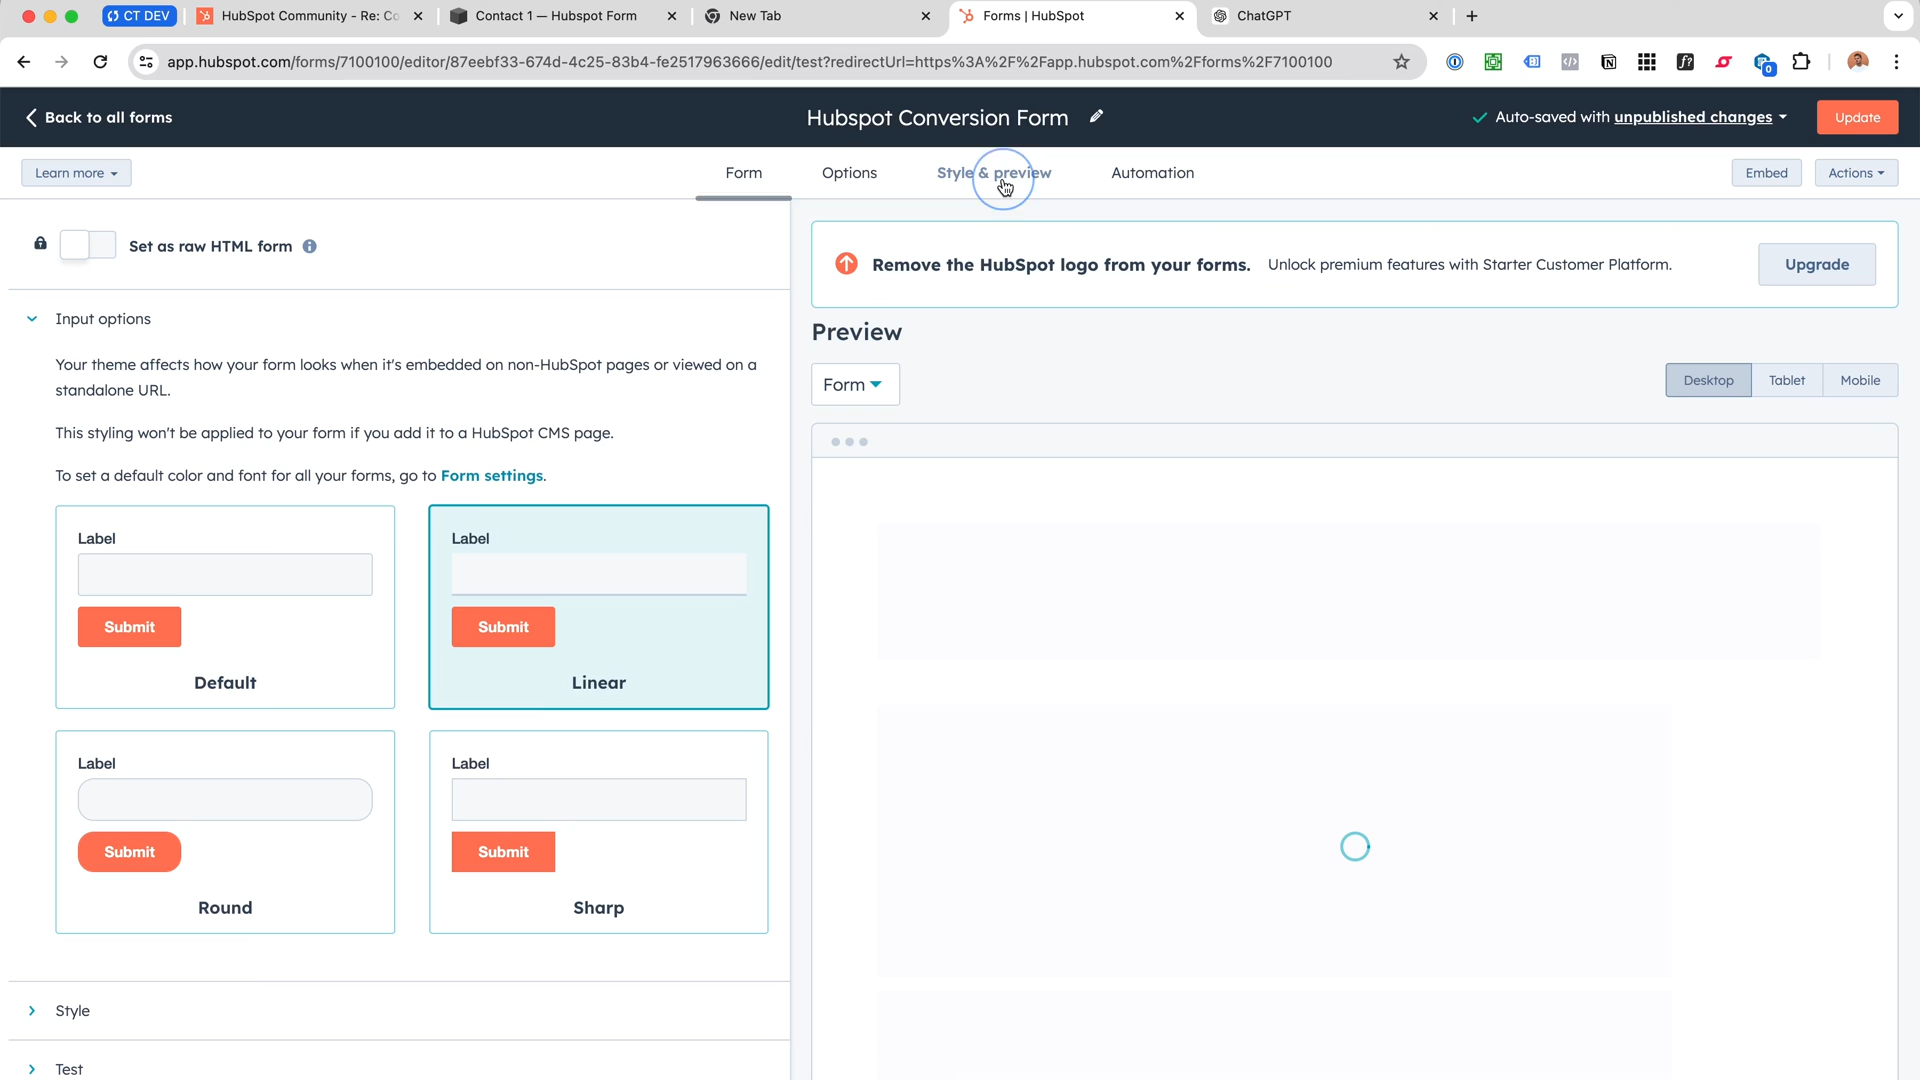 CT DEV
HubSpot Community - Re: Co
Contact 1 — Hubspot Form
New Tab
Forms | HubSpot
ChatGPT
app.hubspot.com/forms/7100100/editor/87eebf33-674d-4c25-83b4-fe2517963666/edit/test?redirectUrl=https%3A%2F%2Fapp.hubspot.com%2Fforms%2F7100100
0
Back to all forms
Hubspot Conversion Form
Auto-saved with unpublished changes
Update
Learn more
Form
Options
Style & preview
Automation
Embed
Actions
Set as raw HTML form
Remove the HubSpot logo from your forms. Unlock premium features with Starter Customer Platform.
Upgrade
Input options
Your theme affects how your form looks when it's embedded on non-HubSpot pages or viewed on a
standalone URL.
This styling won't be applied to your form if you add it to a HubSpot CMS page.
To set a default color and font for all your forms, go to Form settings.
Label
Submit
Default
Label
Submit
Linear
Label
Submit
Round
Label
Submit
Sharp
Style
Test
Preview
Form
Desktop
Tablet
Mobile